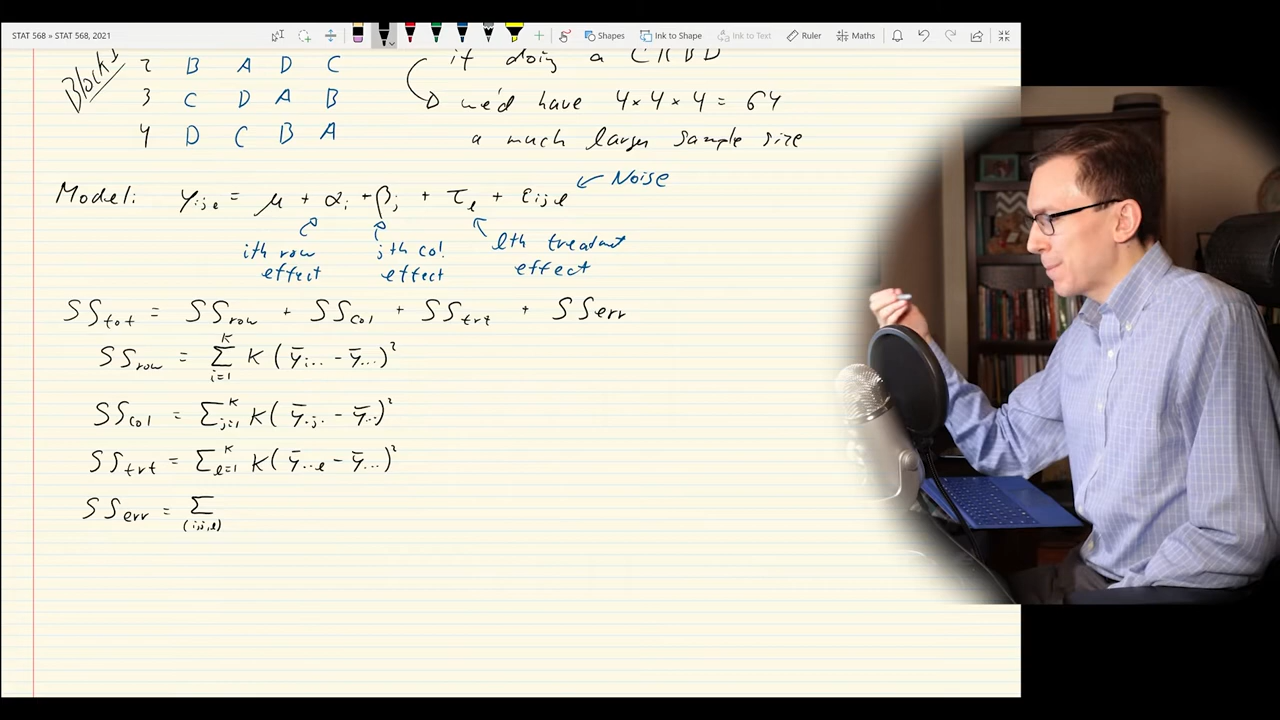 STAT 568 » STAT 568, 2021
Shapes
Ink to Shape
Ink to Text
Ruler
Maths
Blocks
2 B A D C
if doing a CRBD
3 C D A B
we'd have 4 x 4 x 4 = 64
4 D C B A
a much larger sample size
Model: yijl = μ + αi + βj + τl + εijl
Noise
ith row effect
jth col effect
lth treatment effect
SStot = SSrow + SScol + SStrt + SSerr
SSrow = Σ_{i=1}^{K} K(ȳi.. - ȳ...)²
SScol = Σ_{j=1}^{K} K(ȳ.j. - ȳ...)²
SStrt = Σ_{l=1}^{K} K(ȳ..l - ȳ...)²
SSerr = Σ_{(i,j,l)}